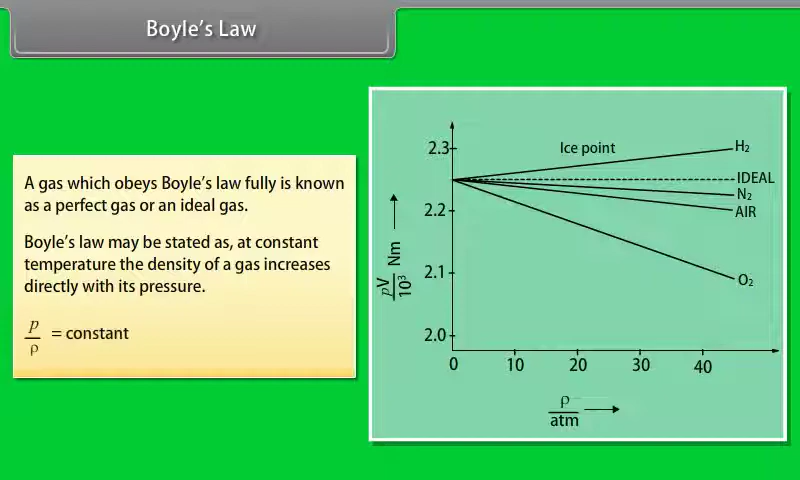 Boyle's Law
A gas which obeys Boyle's law fully is known
as a perfect gas or an ideal gas.
Boyle's law may be stated as, at constant
temperature the density of a gas increases
directly with its pressure.
p/ρ = constant
2.3
2.2
2.1
2.0
pV/10³ Nm
Ice point
H₂
IDEAL
N₂
AIR
O₂
0 10 20 30 40
ρ/atm